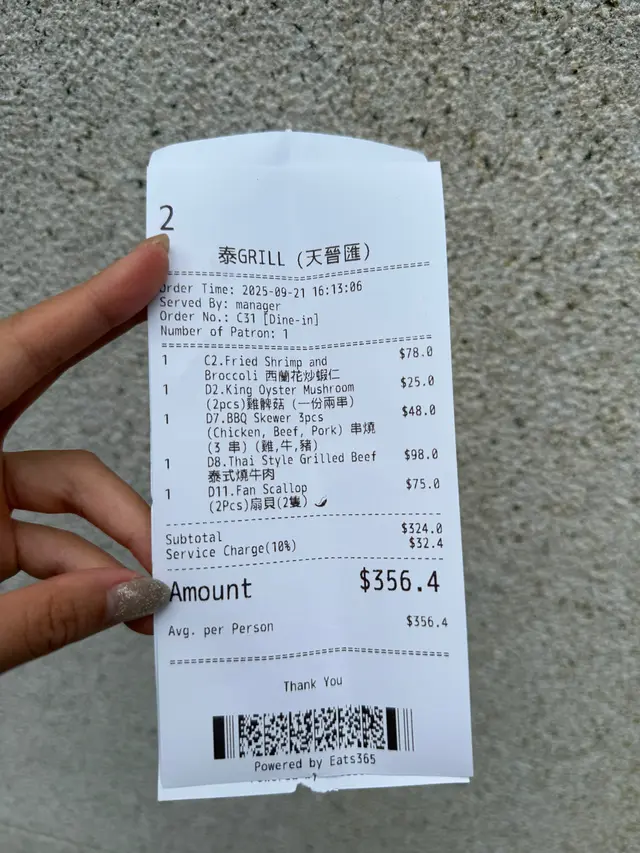 2
泰GRILL (天晉匯)
Order Time: 2025-09-21 16:13:06
Served By: manager
Order No.: C31 [Dine-in]
Number of Patron: 1
1 C2.Fried Shrimp and $78.0
Broccoli 西蘭花炒蝦仁
1 D2.King Oyster Mushroom $25.0
(2pcs)雞髀菇 (一份兩串)
1 D7.BBQ Skewer 3pcs $48.0
(Chicken, Beef, Pork) 串燒
(3 串) (雞,牛,豬)
1 D8.Thai Style Grilled Beef $98.0
泰式燒牛肉
1 D11.Fan Scallop $75.0
(2Pcs)扇貝(2隻) 🌶
Subtotal $324.0
Service Charge(10%) $32.4
Amount $356.4
Avg. per Person $356.4
Thank You
Powered by Eats365